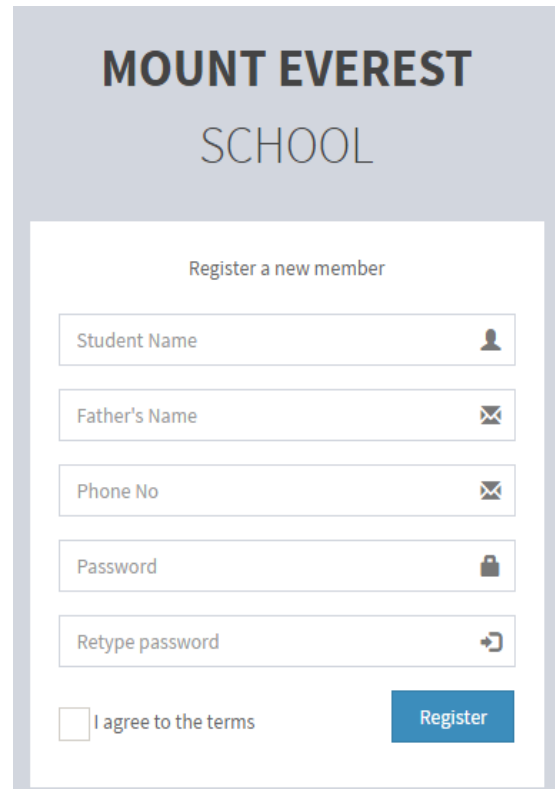 MOUNT EVEREST
SCHOOL
Register a new member
Student Name
Father's Name
Phone No
Password
Retype password
I agree to the terms
Register